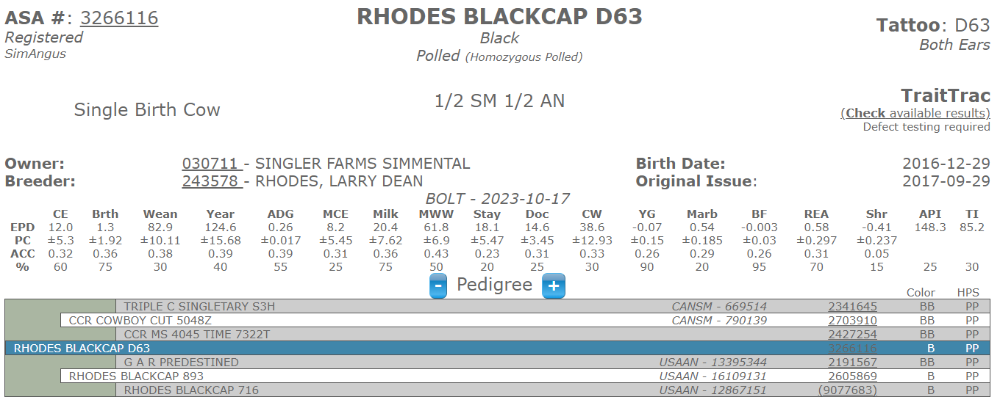 ASA #: 3266116
Registered
SimAngus
RHODES BLACKCAP D63
Black
Polled (Homozygous Polled)
Tattoo: D63
Both Ears
Single Birth Cow
1/2 SM 1/2 AN
TraitTrac
(Check available results)
Defect testing required
Owner: 030711 - SINGLER FARMS SIMMENTAL Birth Date: 2016-12-29
Breeder: 243578 - RHODES, LARRY DEAN Original Issue: 2017-09-29
BOLT - 2023-10-17
CE Brth Wean Year ADG MCE Milk MWW Stay Doc CW YG Marb BF REA Shr API TI
EPD 12.0 1.3 82.9 124.6 0.26 8.2 20.4 61.8 18.1 14.6 38.6 -0.07 0.54 -0.003 0.58 -0.41 148.3 85.2
PC ±5.3 ±1.92 ±10.11 ±15.68 ±0.017 ±5.45 ±7.62 ±6.9 ±5.47 ±3.45 ±12.93 ±0.15 ±0.185 ±0.03 ±0.297 ±0.237
ACC 0.32 0.36 0.38 0.39 0.39 0.31 0.36 0.43 0.23 0.31 0.33 0.26 0.29 0.26 0.31 0.05
% 60 75 30 40 55 25 75 50 20 25 30 90 20 95 70 15 25 30
- Pedigree +
Color HPS
TRIPLE C SINGLETARY S3H CANSM - 669514 2341645 BB PP
CCR COWBOY CUT 5048Z CANSM - 790139 2703910 BB PP
CCR MS 4045 TIME 7322T 2427254 BB PP
RHODES BLACKCAP D63 3266116 B PP
G A R PREDESTINED USAAN - 13395344 2191567 BB PP
RHODES BLACKCAP 893 USAAN - 16109131 2605869 B PP
RHODES BLACKCAP 716 USAAN - 12867151 (9077683) B PP